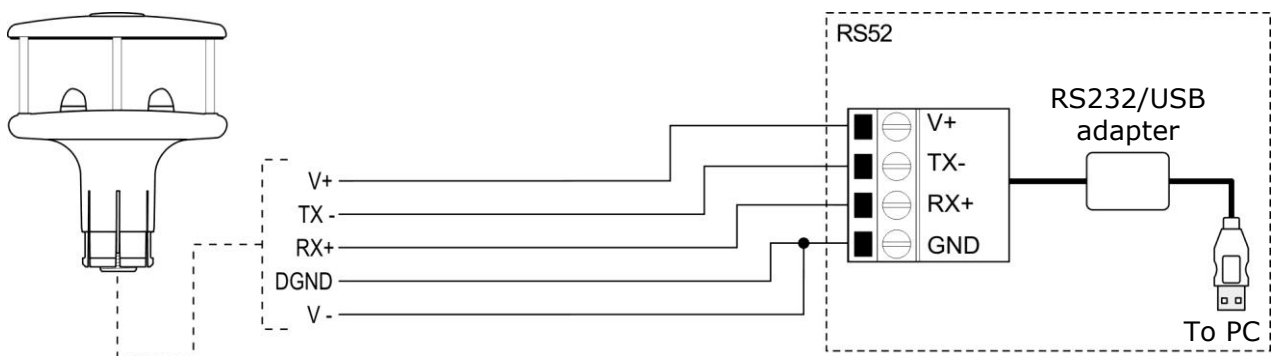 RS52
RS232/USB
adapter
V+
TX-
RX+
GND
V+
TX -
RX+
DGND
V -
To PC